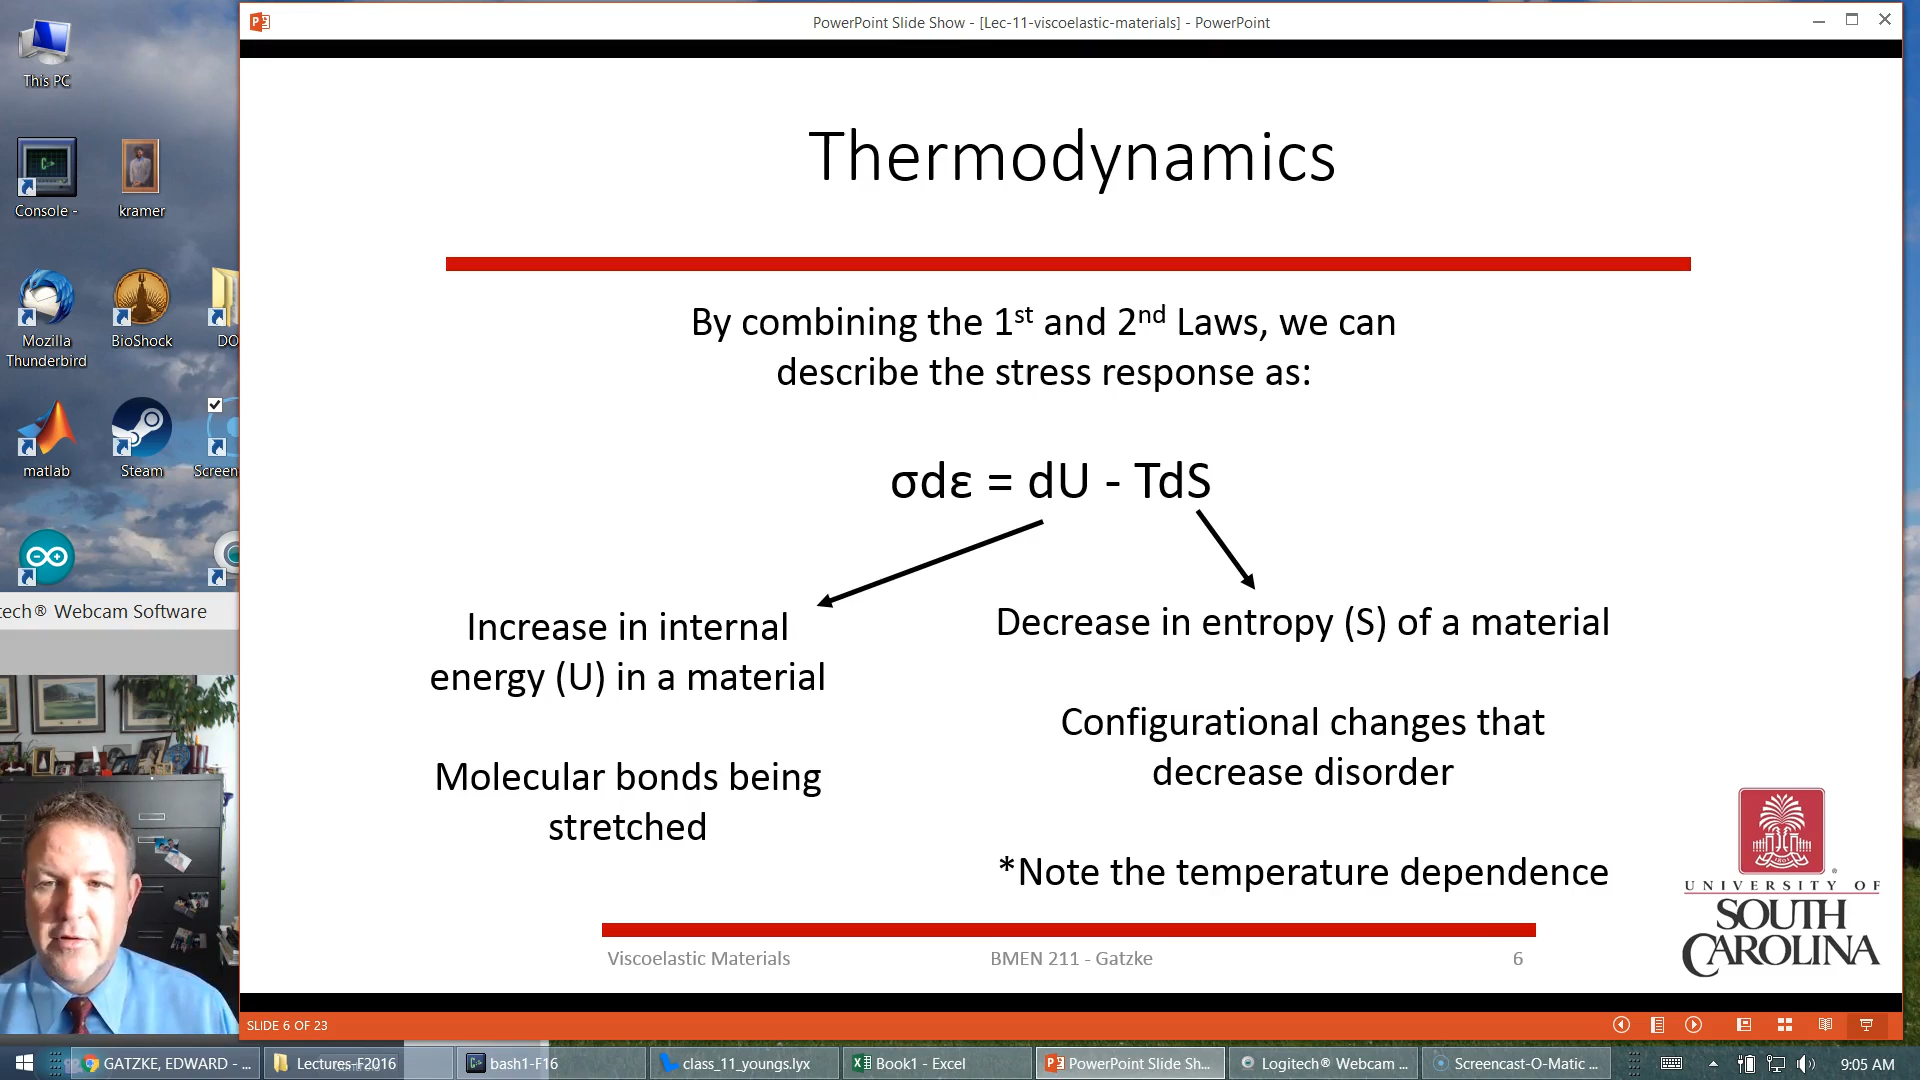 PowerPoint Slide Show - [Lec-11-viscoelastic-materials] - PowerPoint
This PC
Console -
kramer
Mozilla
Thunderbird
BioShock
DO
matlab
Steam
Screen
tech® Webcam Software
Thermodynamics
By combining the 1st and 2nd Laws, we can
describe the stress response as:
σdε = dU - TdS
Increase in internal
energy (U) in a material
Molecular bonds being
stretched
Decrease in entropy (S) of a material
Configurational changes that
decrease disorder
*Note the temperature dependence
UNIVERSITY OF
SOUTH
CAROLINA
Viscoelastic Materials
BMEN 211 - Gatzke
6
SLIDE 6 OF 23
GATZKE, EDWARD - ...
Lectures-F2016
bash1-F16
class_11_youngs.lyx
Book1 - Excel
PowerPoint Slide Sh...
Logitech® Webcam ...
Screencast-O-Matic ...
9:05 AM